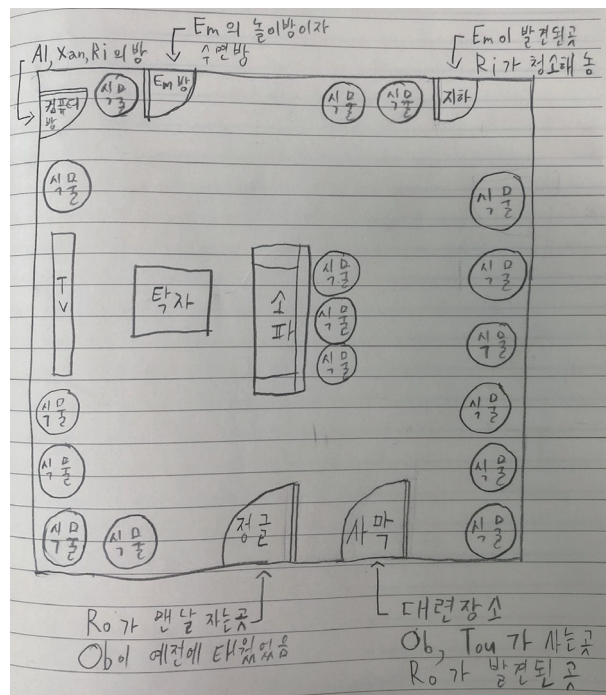 Em의 놀이방이자
수면방
Al, Xan, Ri의방
Em이 발견된곳
Ri가 청소해 놈
컴퓨터
방
식물
Em방
식물
식물
지하
식물
식물
TV
탁자
소
파
식물
식물
식물
식물
식물
식물
식물
식물
식물
식물
식물
식물
정글
사막
Ro가 맨날 자는곳
Ob이 예전에 태웠었음
대련장소
Ob, Tou가 사는곳
Ro가 발견된 곳